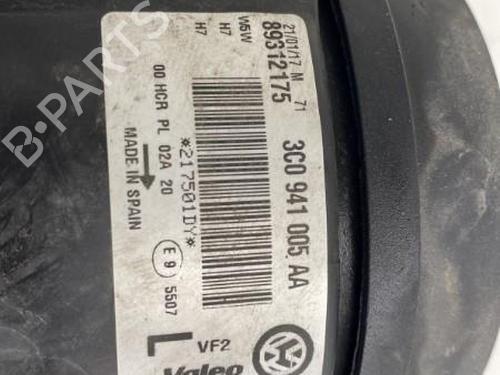 21/01/17 M 71
89312175
W5W
H7
H7
3C0 941 005 AA
*217501DY*
00 HCR PL 02A 20
MADE IN SPAIN
E 9
5507
L
VF2
Valeo
B-PARTS